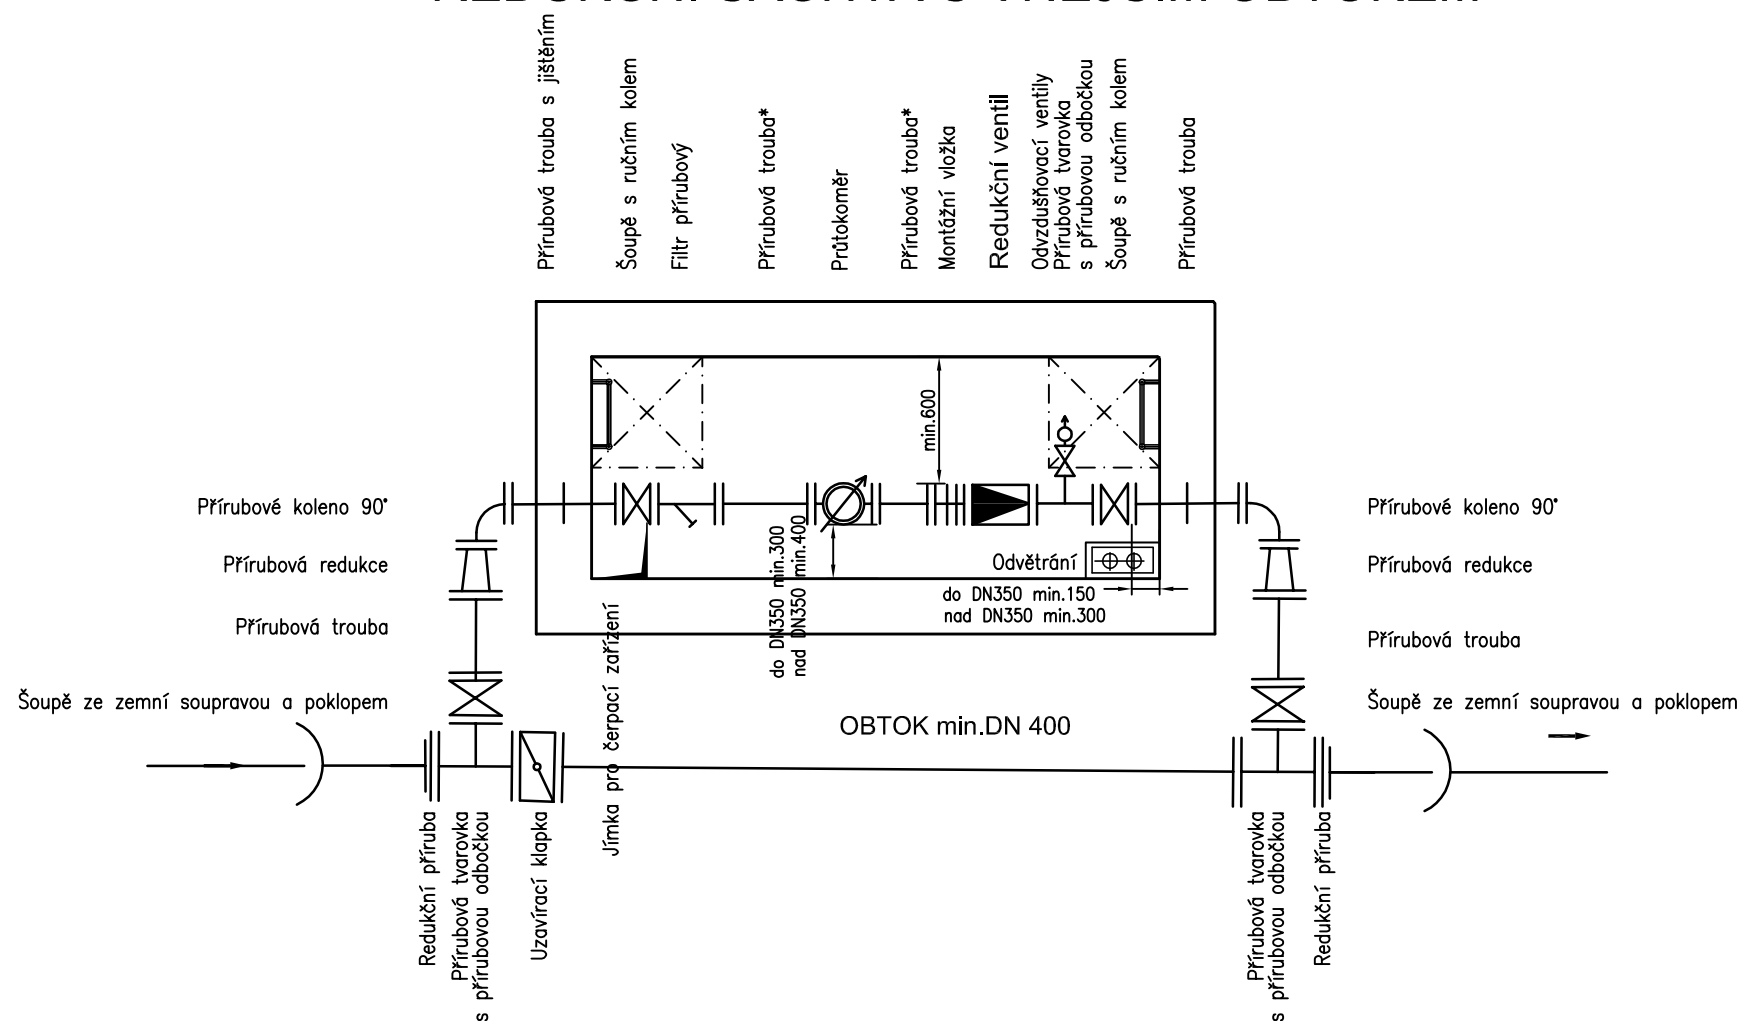 Přírubová trouba s jištěním
Šoupě s ručním kolem
Filtr přírubový
Přírubová trouba*
Průtokoměr
Přírubová trouba*
Montážní vložka
Redukční ventil
Odvzdušňovací ventily
Přírubová tvarovka
s přírubovou odbočkou
Šoupě s ručním kolem
Přírubová trouba
min.600
Přírubové koleno 90°
Přírubová redukce
Přírubová trouba
Šoupě ze zemní soupravou a poklopem
Odvětrání
do DN350 min.150
nad DN350 min.300
do DN350 min.300
nad DN350 min.400
Jímka pro čerpací zařízení
Přírubové koleno 90°
Přírubová redukce
Přírubová trouba
Šoupě ze zemní soupravou a poklopem
OBTOK min.DN 400
Redukční příruba
Přírubová tvarovka
s přírubovou odbočkou
Uzavírací klapka
Přírubová tvarovka
s přírubovou odbočkou
Redukční příruba